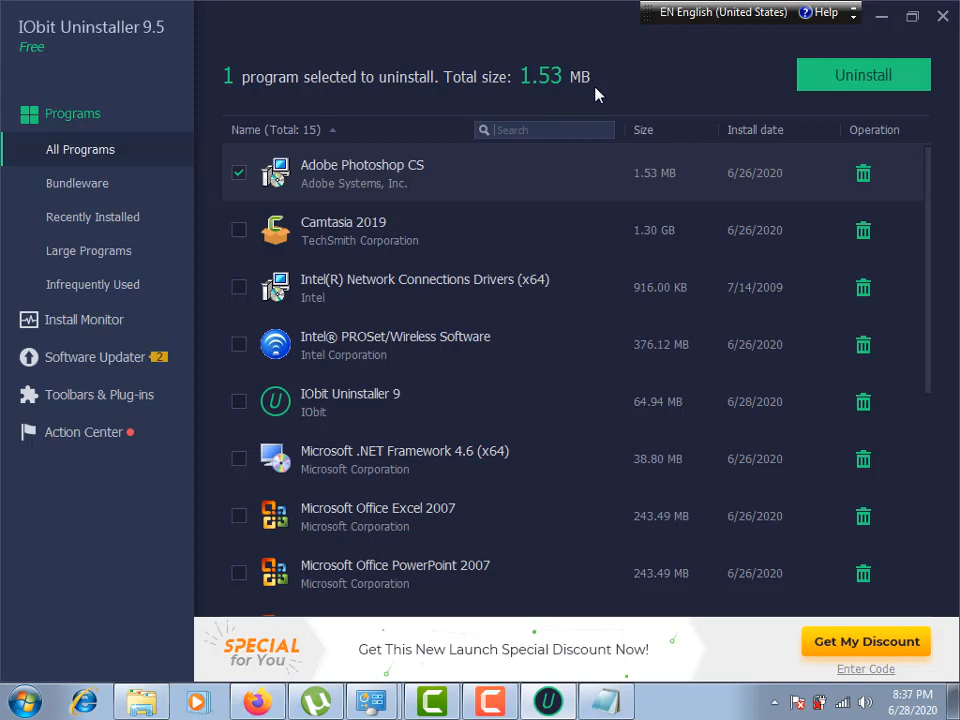 IObit Uninstaller 9.5
Free
EN English (United States) Help
1 program selected to uninstall. Total size: 1.53 MB
Uninstall
Programs
All Programs
Bundleware
Recently Installed
Large Programs
Infrequently Used
Install Monitor
Software Updater 2
Toolbars & Plug-ins
Action Center
Name (Total: 15) Search Size Install date Operation
Adobe Photoshop CS
Adobe Systems, Inc.
1.53 MB 6/26/2020
Camtasia 2019
TechSmith Corporation
1.30 GB 6/26/2020
Intel(R) Network Connections Drivers (x64)
Intel
916.00 KB 7/14/2009
Intel® PROSet/Wireless Software
Intel Corporation
376.12 MB 6/26/2020
IObit Uninstaller 9
IObit
64.94 MB 6/28/2020
Microsoft .NET Framework 4.6 (x64)
Microsoft Corporation
38.80 MB 6/26/2020
Microsoft Office Excel 2007
Microsoft Corporation
243.49 MB 6/26/2020
Microsoft Office PowerPoint 2007
Microsoft Corporation
243.49 MB 6/26/2020
SPECIAL
for You
Get This New Launch Special Discount Now!
Get My Discount
Enter Code
8:37 PM
6/28/2020